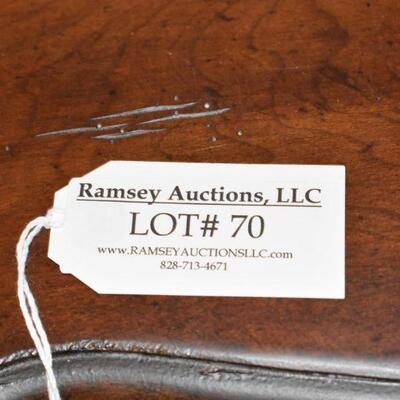 Ramsey Auctions, LLC
LOT# 70
www.RAMSEYAUCTIONSLLC.com
828-713-4671